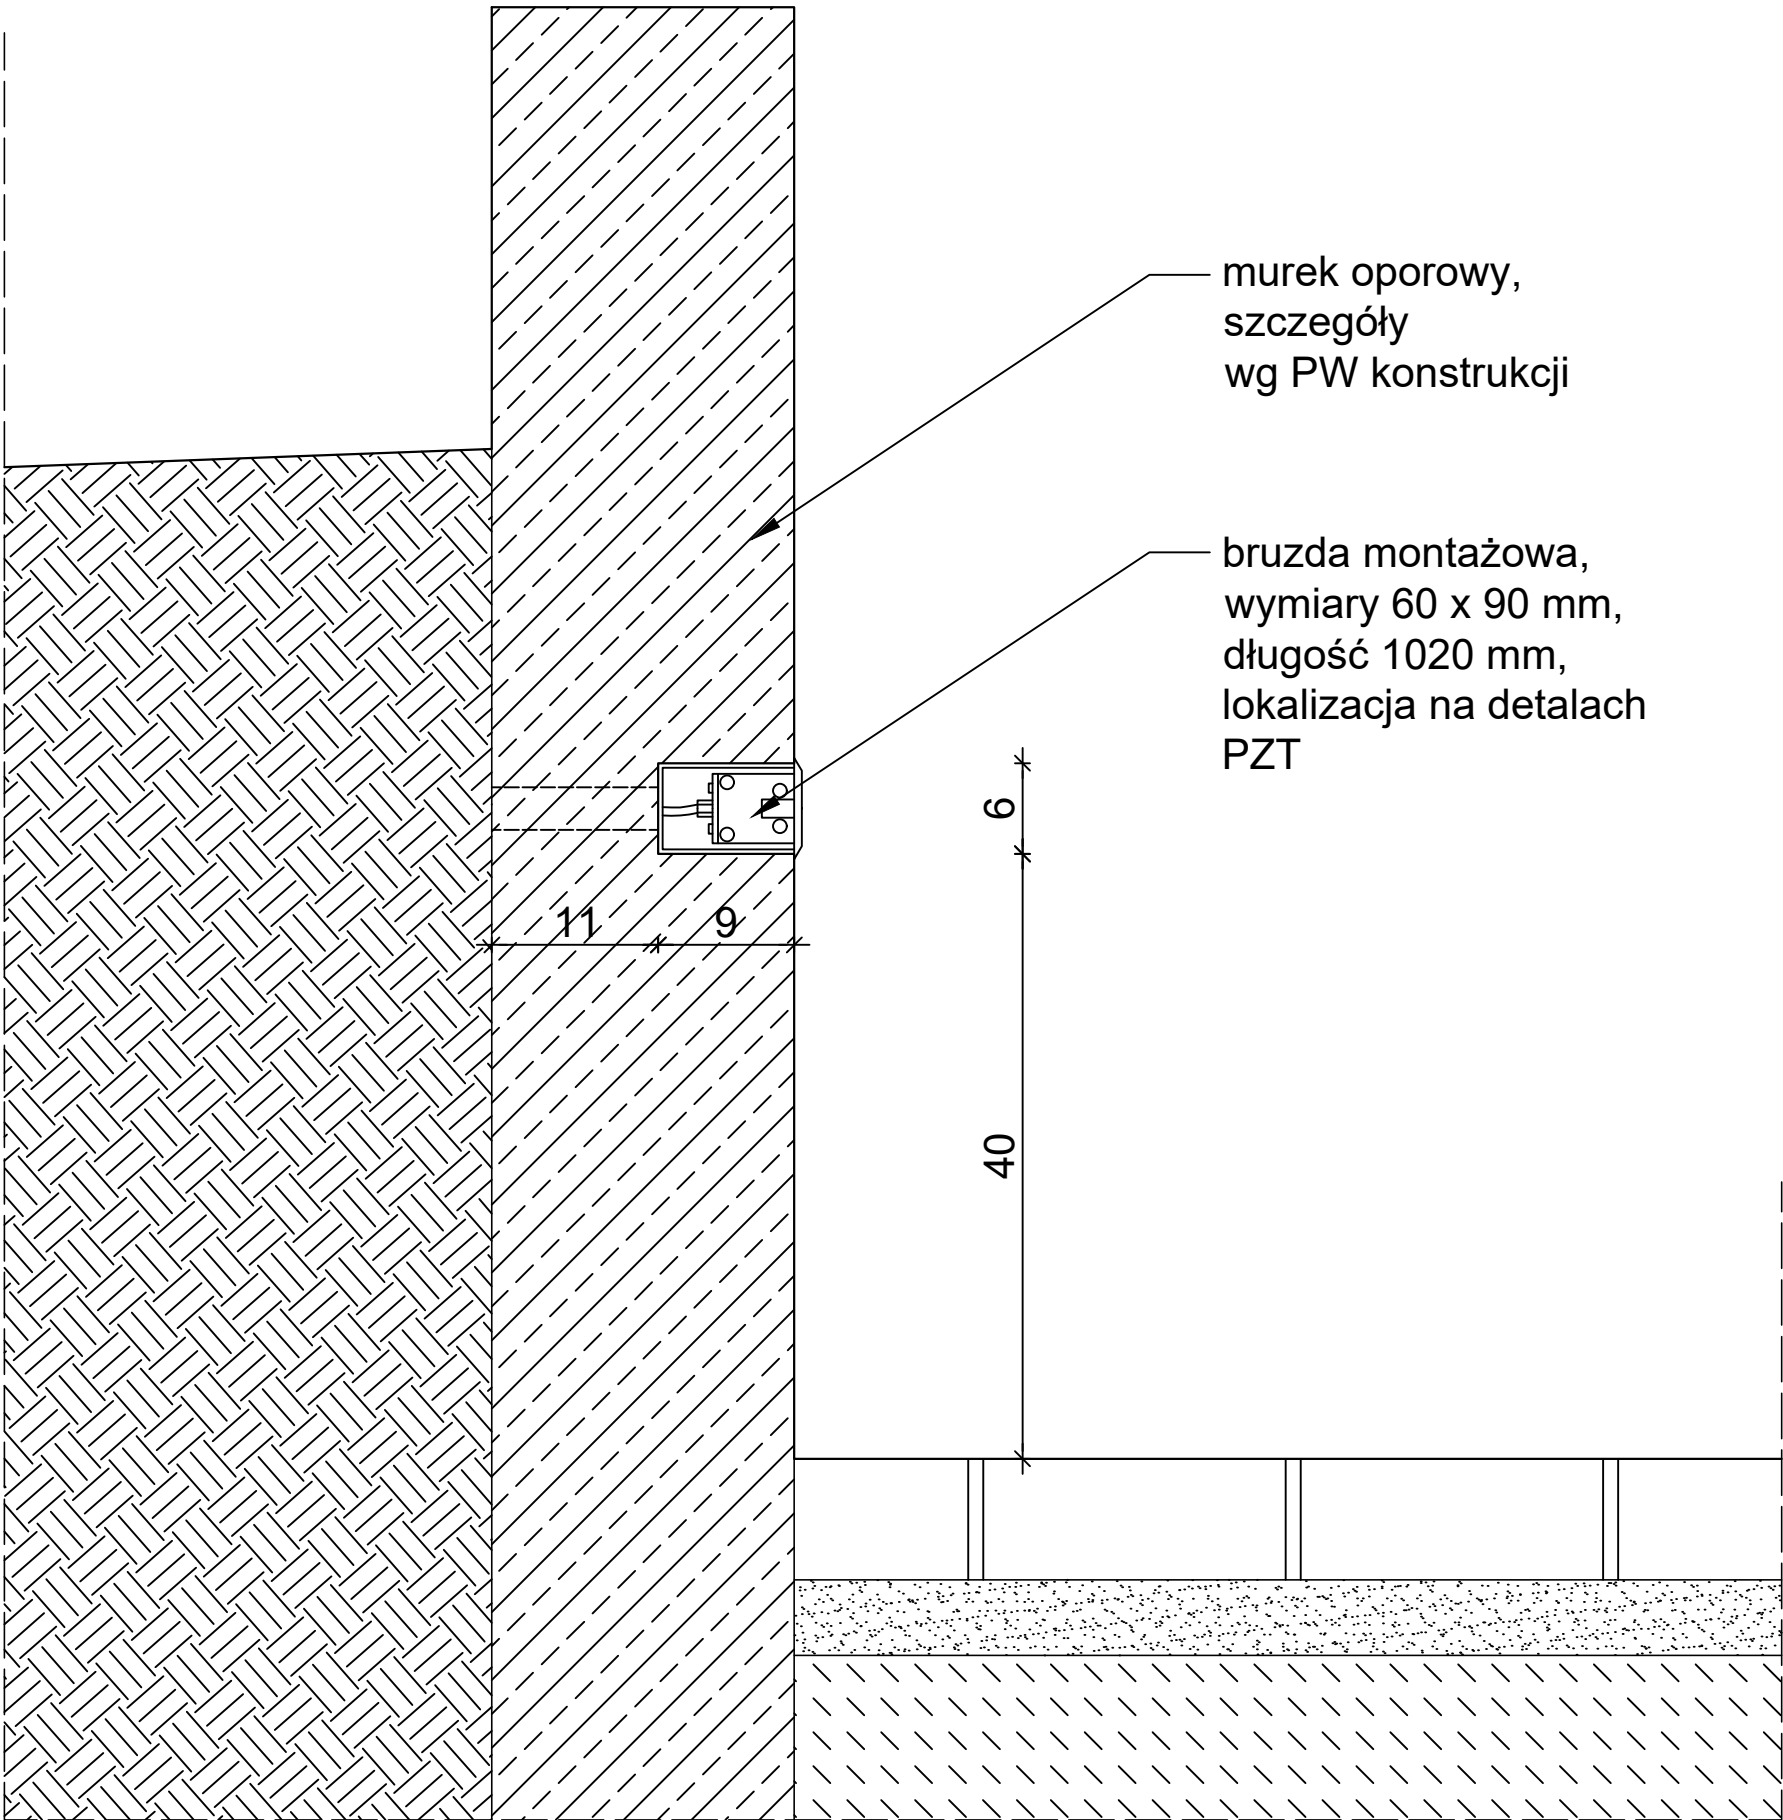 murek oporowy,
szczegóły
wg PW konstrukcji
bruzda montażowa,
wymiary 60 x 90 mm,
długość 1020 mm,
lokalizacja na detalach
PZT
6
11
9
40